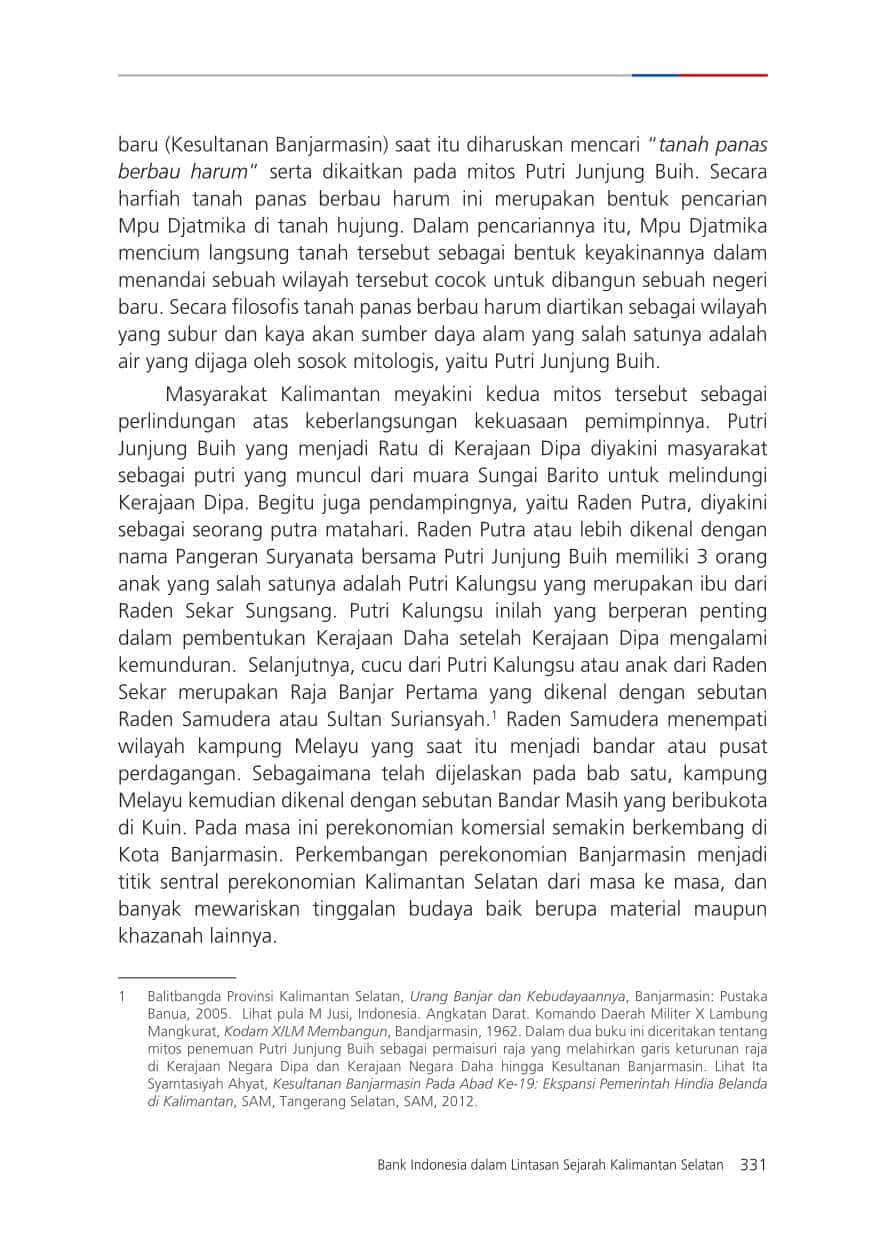 baru (Kesultanan Banjarmasin) saat itu diharuskan mencari “tanah panas
berbau harum” serta dikaitkan pada mitos Putri Junjung Buih. Secara
harfiah tanah panas berbau harum ini merupakan bentuk pencarian
Mpu Djatmika di tanah hujung. Dalam pencariannya itu, Mpu Djatmika
mencium langsung tanah tersebut sebagai bentuk keyakinannya dalam
menandai sebuah wilayah tersebut cocok untuk dibangun sebuah negeri
baru. Secara filosofis tanah panas berbau harum diartikan sebagai wilayah
yang subur dan kaya akan sumber daya alam yang salah satunya adalah
air yang dijaga oleh sosok mitologis, yaitu Putri Junjung Buih.
Masyarakat Kalimantan meyakini kedua mitos tersebut sebagai
perlindungan atas keberlangsungan kekuasaan pemimpinnya. Putri
Junjung Buih yang menjadi Ratu di Kerajaan Dipa diyakini masyarakat
sebagai putri yang muncul dari muara Sungai Barito untuk melindungi
Kerajaan Dipa. Begitu juga pendampingnya, yaitu Raden Putra, diyakini
sebagai seorang putra matahari. Raden Putra atau lebih dikenal dengan
nama Pangeran Suryanata bersama Putri Junjung Buih memiliki 3 orang
anak yang salah satunya adalah Putri Kalungsu yang merupakan ibu dari
Raden Sekar Sungsang. Putri Kalungsu inilah yang berperan penting
dalam pembentukan Kerajaan Daha setelah Kerajaan Dipa mengalami
kemunduran. Selanjutnya, cucu dari Putri Kalungsu atau anak dari Raden
Sekar merupakan Raja Banjar Pertama yang dikenal dengan sebutan
Raden Samudera atau Sultan Suriansyah.1 Raden Samudera menempati
wilayah kampung Melayu yang saat itu menjadi bandar atau pusat
perdagangan. Sebagaimana telah dijelaskan pada bab satu, kampung
Melayu kemudian dikenal dengan sebutan Bandar Masih yang beribukota
di Kuin. Pada masa ini perekonomian komersial semakin berkembang di
Kota Banjarmasin. Perkembangan perekonomian Banjarmasin menjadi
titik sentral perekonomian Kalimantan Selatan dari masa ke masa, dan
banyak mewariskan tinggalan budaya baik berupa material maupun
khazanah lainnya.
1 Balitbangda Provinsi Kalimantan Selatan, Urang Banjar dan Kebudayaannya, Banjarmasin: Pustaka
Banua, 2005. Lihat pula M Jusi, Indonesia. Angkatan Darat. Komando Daerah Militer X Lambung
Mangkurat, Kodam X/LM Membangun, Bandjarmasin, 1962. Dalam dua buku ini diceritakan tentang
mitos penemuan Putri Junjung Buih sebagai permaisuri raja yang melahirkan garis keturunan raja
di Kerajaan Negara Dipa dan Kerajaan Negara Daha hingga Kesultanan Banjarmasin. Lihat Ita
Syamtasiyah Ahyat, Kesultanan Banjarmasin Pada Abad Ke-19: Ekspansi Pemerintah Hindia Belanda
di Kalimantan, SAM, Tangerang Selatan, SAM, 2012.
Bank Indonesia dalam Lintasan Sejarah Kalimantan Selatan 331